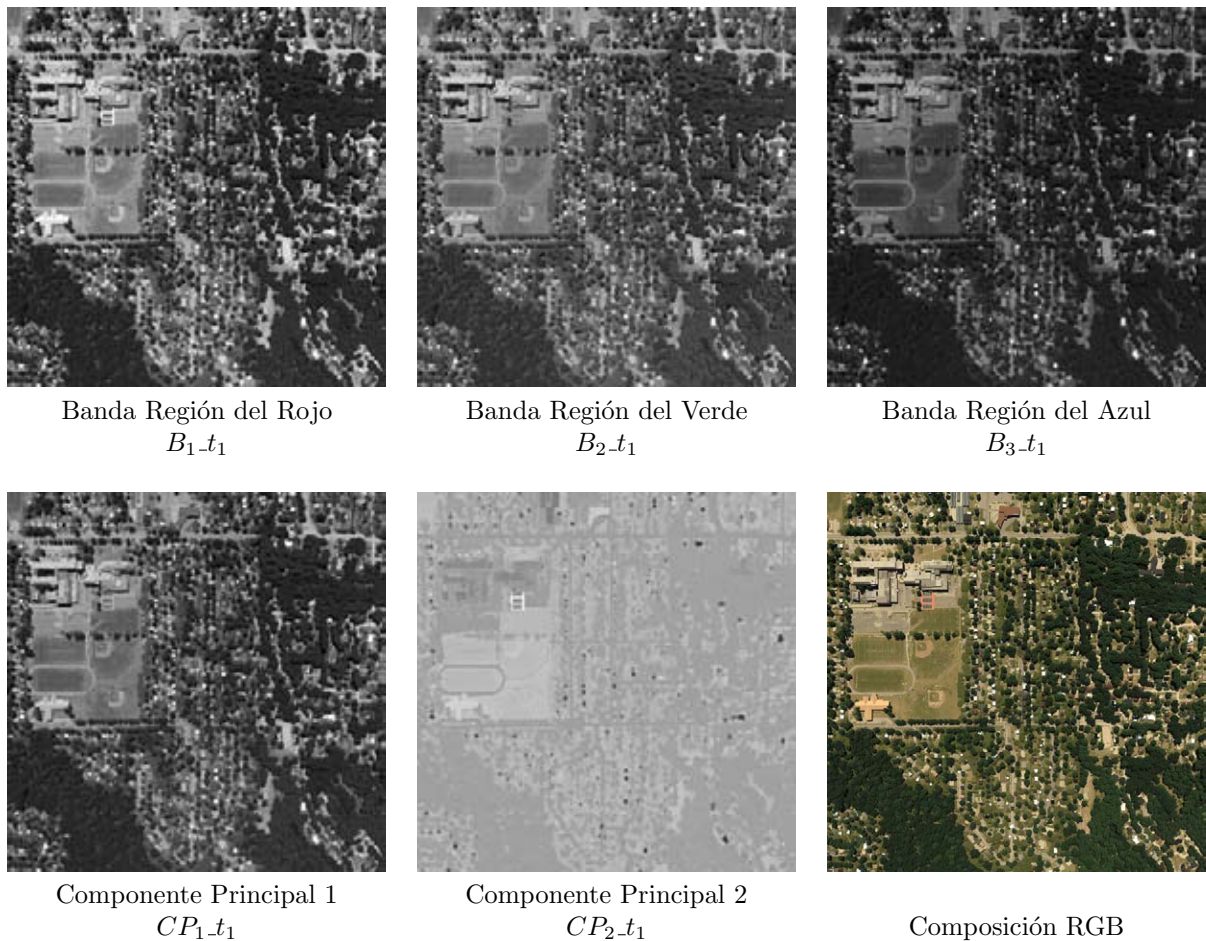 Banda Región del Rojo
B₁_t₁
Banda Región del Verde
B₂_t₁
Banda Región del Azul
B₃_t₁
Componente Principal 1
CP₁_t₁
Componente Principal 2
CP₂_t₁
Composición RGB